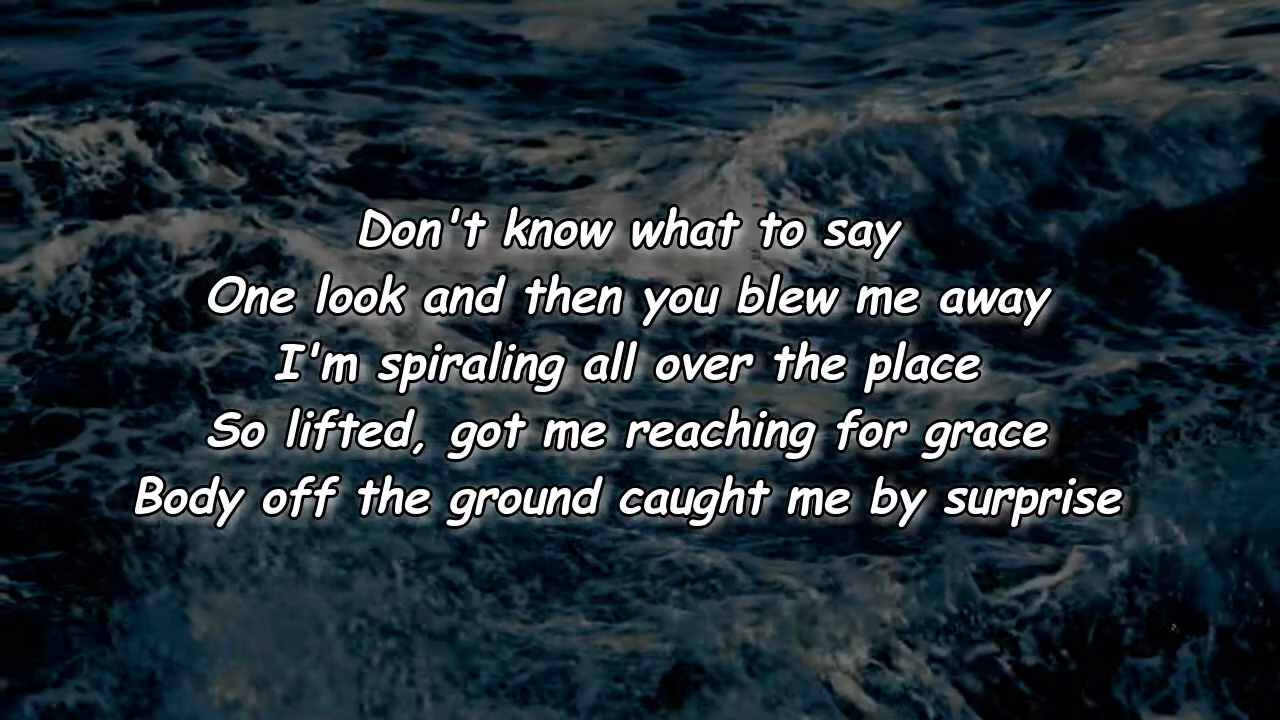 Don't know what to say
One look and then you blew me away
I'm spiraling all over the place
So lifted, got me reaching for grace
Body off the ground caught me by surprise